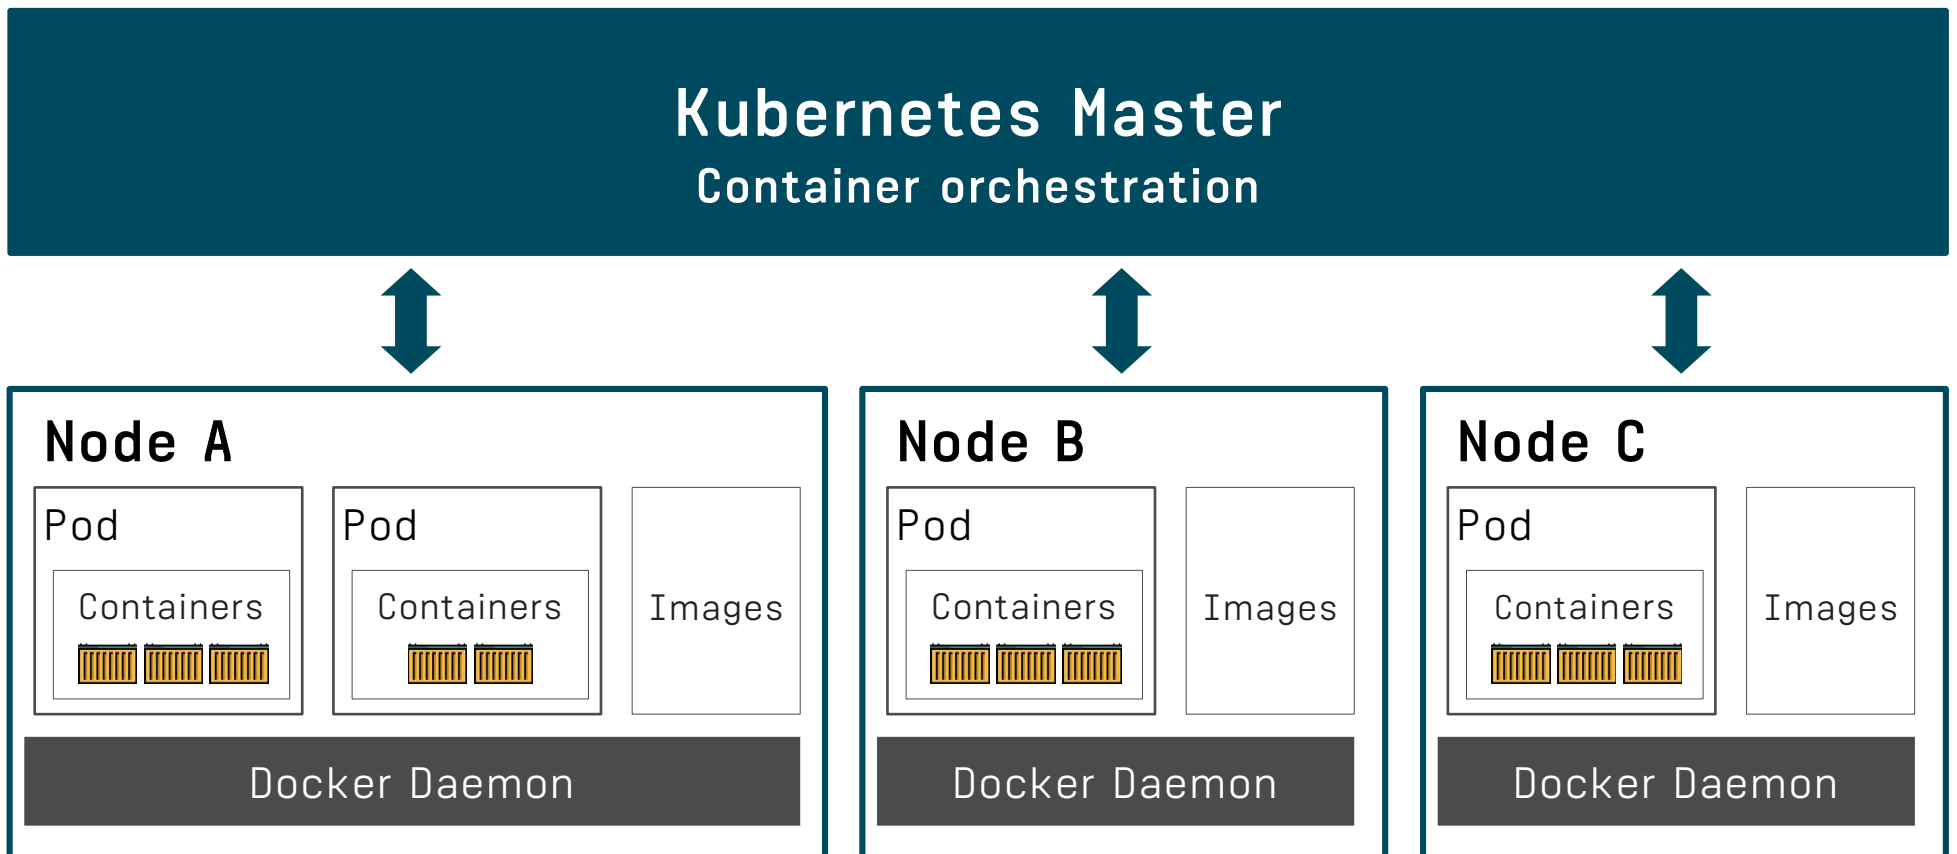 Kubernetes Master
Container orchestration
Node A
Pod
Containers
Pod
Containers
Images
Docker Daemon
Node B
Pod
Containers
Images
Docker Daemon
Node C
Pod
Containers
Images
Docker Daemon